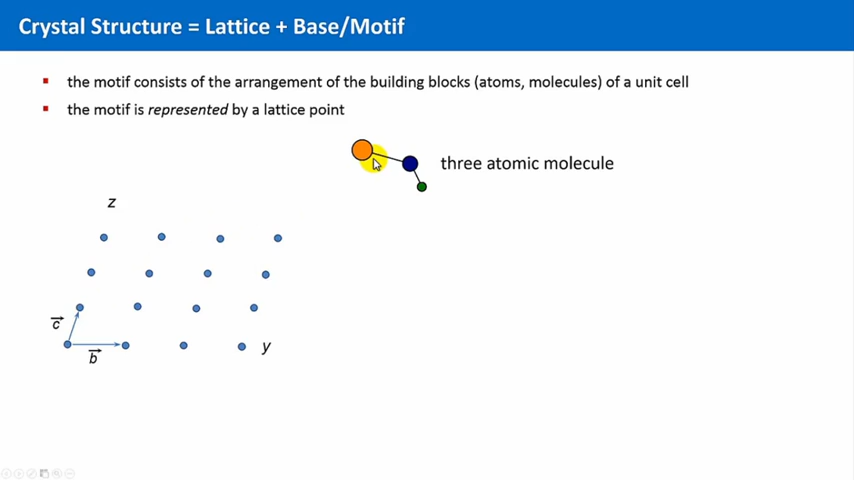 Crystal Structure = Lattice + Base/Motif
the motif consists of the arrangement of the building blocks (atoms, molecules) of a unit cell
the motif is represented by a lattice point
three atomic molecule
z
c
b
y